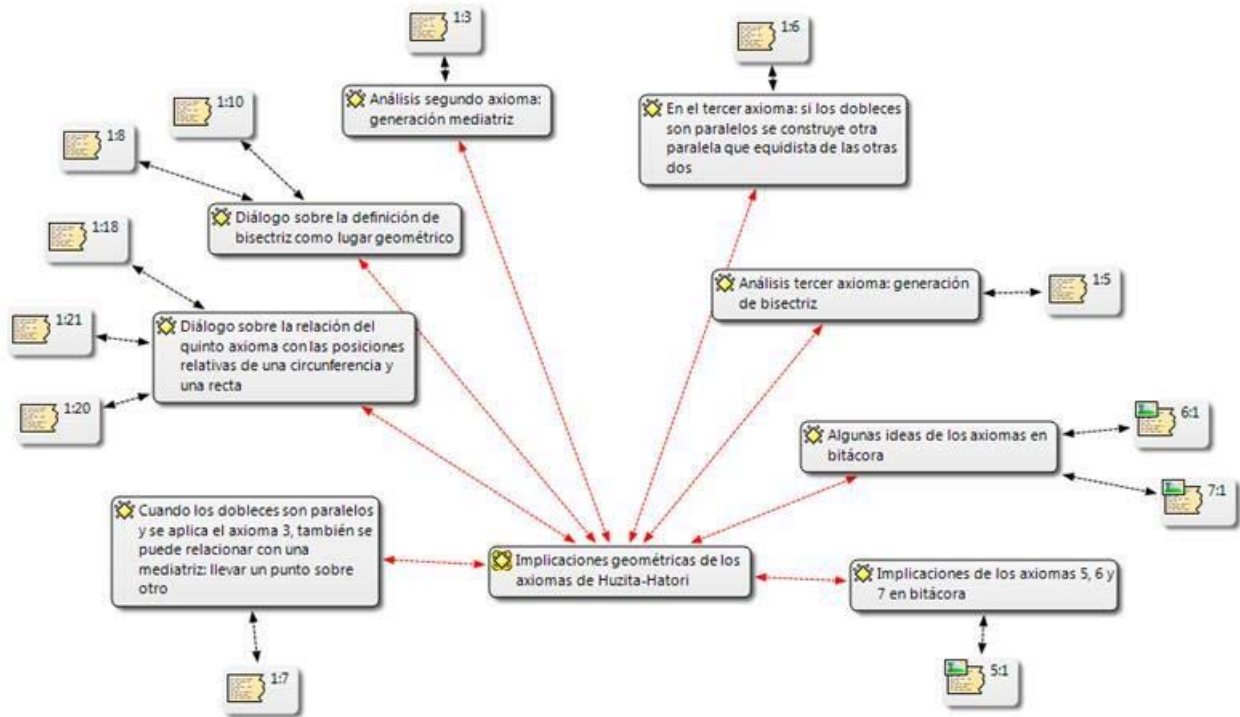 1:3
1:6
1:10
Análisis segundo axioma:
generación mediatriz
En el tercer axioma: si los dobleces
son paralelos se construye otra
paralela que equidista de las otras
dos
1:8
Diálogo sobre la definición de
bisectriz como lugar geométrico
1:18
Análisis tercer axioma: generación
de bisectriz
1:5
1:21
Diálogo sobre la relación del
quinto axioma con las posiciones
relativas de una circunferencia y
una recta
1:20
Algunas ideas de los axiomas en
bitácora
6:1
7:1
Cuando los dobleces son paralelos
y se aplica el axioma 3, también se
puede relacionar con una
mediatriz: llevar un punto sobre
otro
Implicaciones geométricas de los
axiomas de Huzita-Hatori
Implicaciones de los axiomas 5, 6 y
7 en bitácora
1:7
5:1